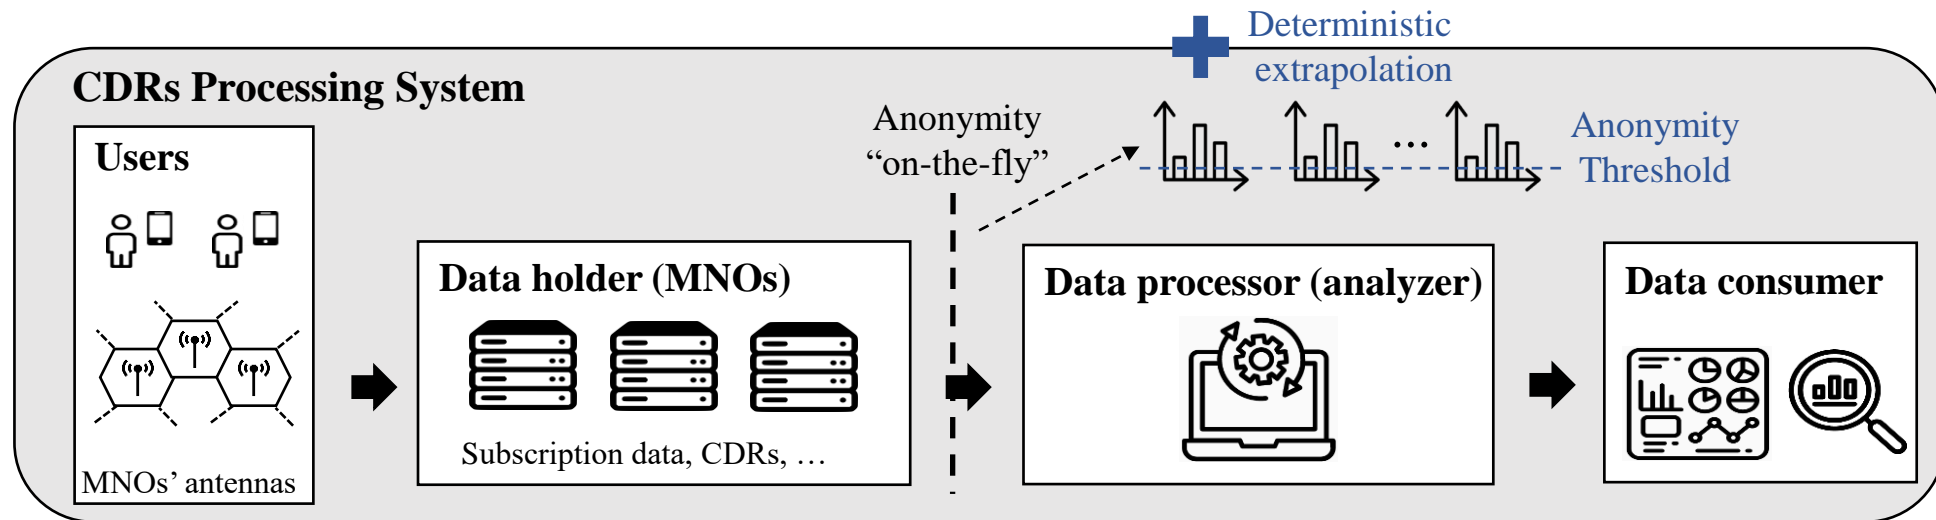 CDRs Processing System
Users
MNOs’ antennas
Data holder (MNOs)
Subscription data, CDRs, …
Anonymity
“on-the-fly”
Deterministic
extrapolation
...
Anonymity
Threshold
Data processor (analyzer)
Data consumer